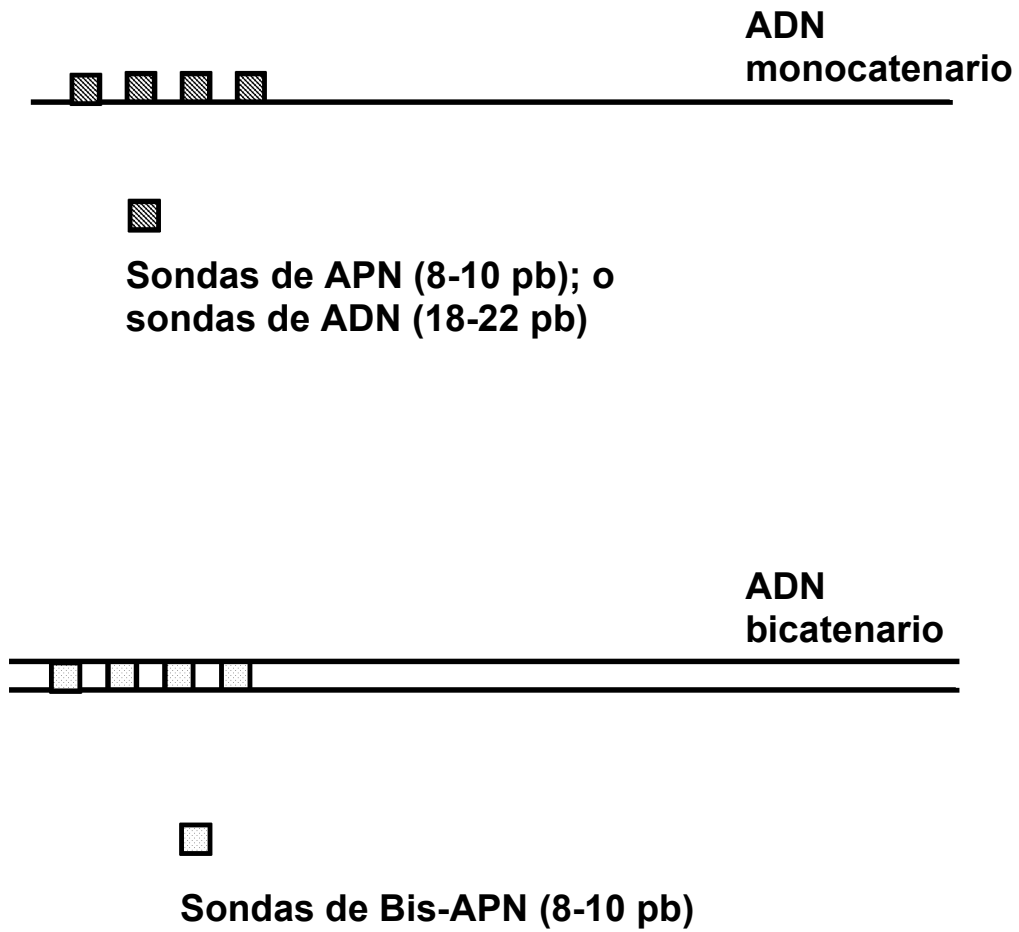 ADN
monocatenario
Sondas de APN (8-10 pb); o
sondas de ADN (18-22 pb)
ADN
bicatenario
Sondas de Bis-APN (8-10 pb)